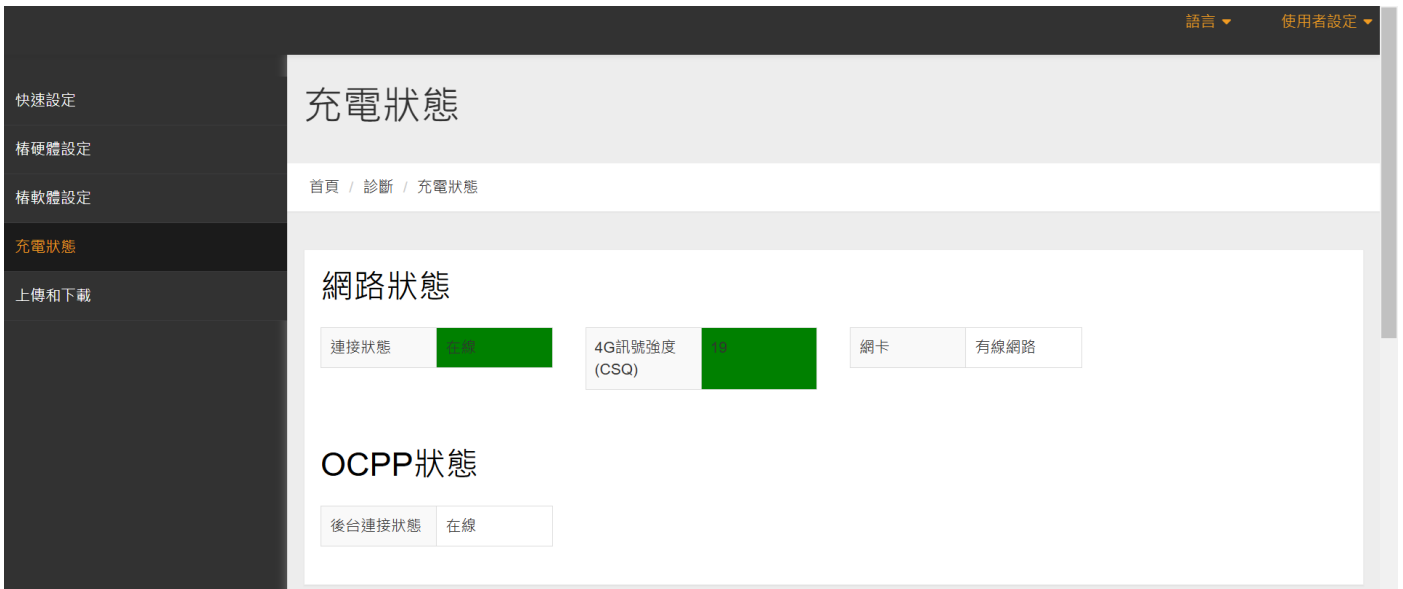 語言
使用者設定
快速設定
樁硬體設定
樁軟體設定
充電狀態
上傳和下載
充電狀態
首頁 / 診斷 / 充電狀態
網路狀態
連接狀態 在線
4G訊號強度
(CSQ)
19
網卡 有線網路
OCPP狀態
後台連接狀態 在線